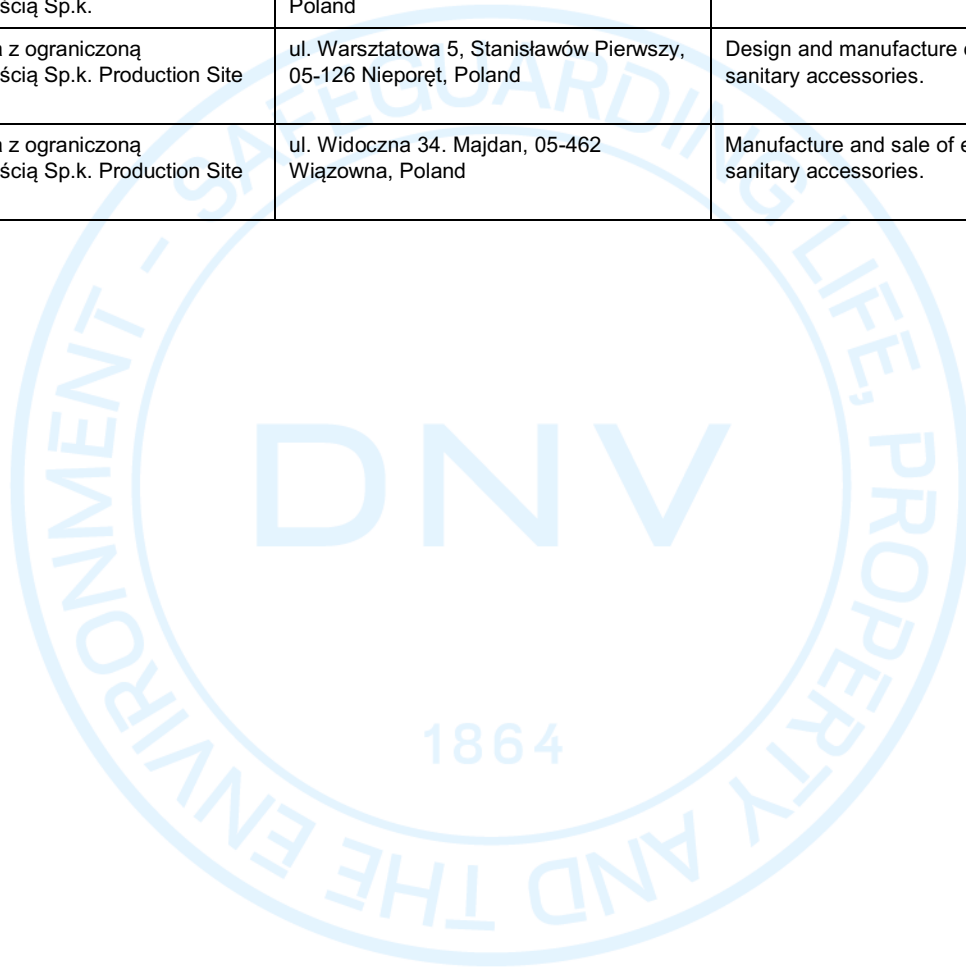 ścią Sp.k.
Poland
z ograniczoną
ścią Sp.k. Production Site
ul. Warsztatowa 5, Stanisławów Pierwszy,
05-126 Nieporęt, Poland
Design and manufacture
sanitary accessories.
z ograniczoną
ścią Sp.k. Production Site
ul. Widoczna 34. Majdan, 05-462
Wiązowna, Poland
Manufacture and sale of
sanitary accessories.
SAFEGUARDING LIFE, PROPERTY AND THE ENVIRONMENT -
DNV
1864